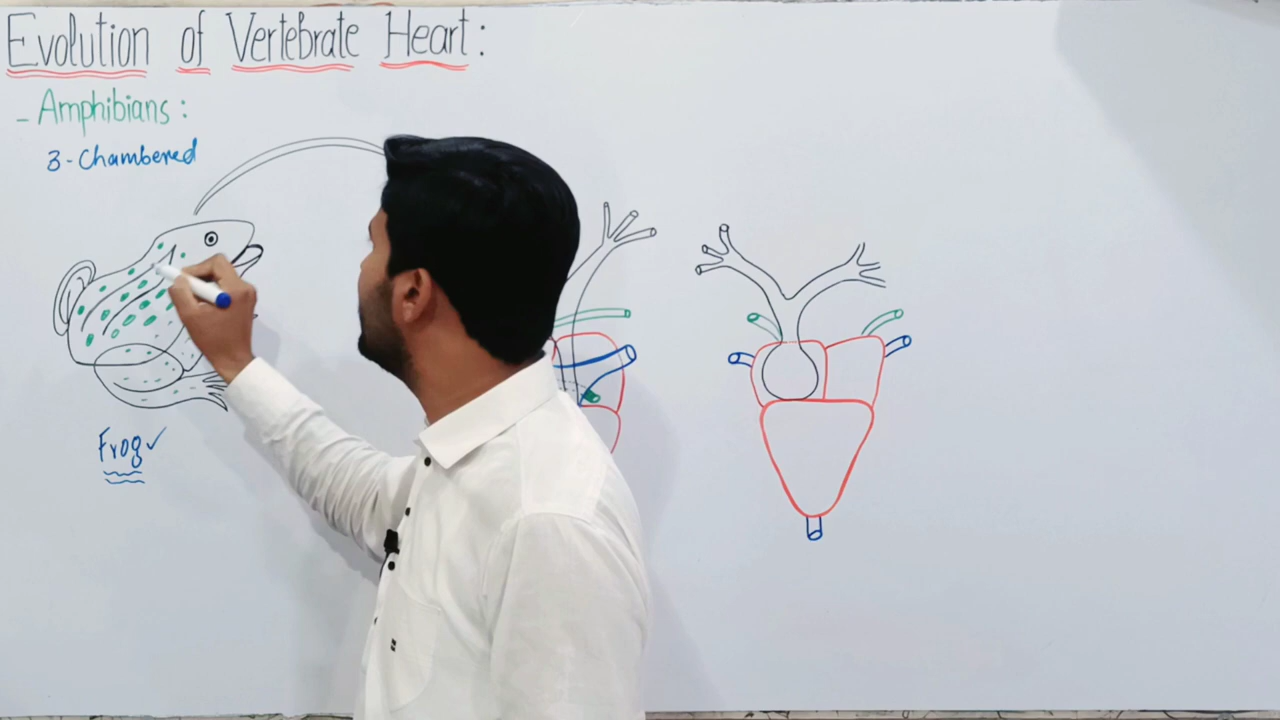 Evolution of Vertebrate Heart:
- Amphibians:
3-Chambered
Frog✓